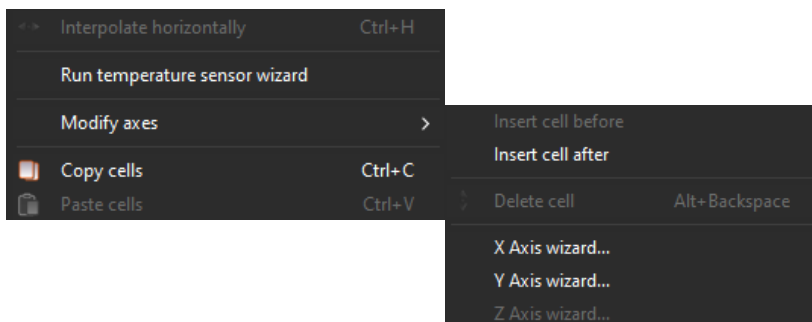 Interpolate horizontally Ctrl+H
Run temperature sensor wizard
Modify axes
Copy cells Ctrl+C
Paste cells Ctrl+V
Insert cell before
Insert cell after
Delete cell Alt+Backspace
X Axis wizard...
Y Axis wizard...
Z Axis wizard...